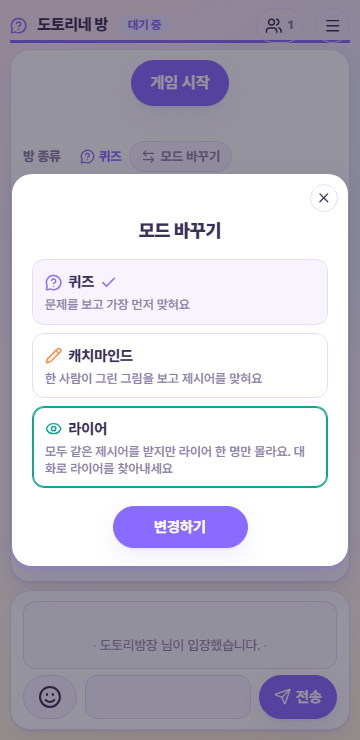 도토리네 방 대기 중 1
게임 시작
방 종류 퀴즈 모드 바꾸기
모드 바꾸기
퀴즈
문제를 보고 가장 먼저 맞혀요
캐치마인드
한 사람이 그린 그림을 보고 제시어를 맞혀요
라이어
모두 같은 제시어를 받지만 라이어 한 명만 몰라요. 대
화로 라이어를 찾아내세요
변경하기
· 도토리방장 님이 입장했습니다. ·
전송